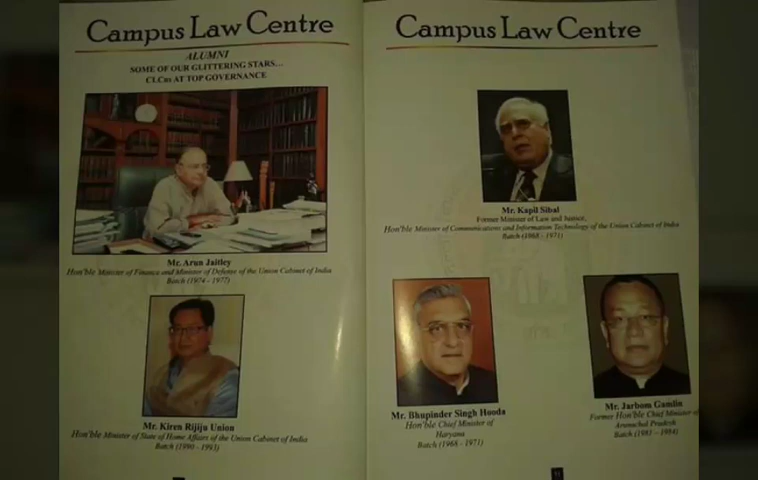 Campus Law Centre
ALUMNI
SOME OF OUR GLITTERING STARS...
CLCns AT TOP GOVERNANCE
Mr. Arun Jaitley
Hon'ble Minister of Finance and Minister of Defense of the Union Cabinet of India
Batch (1974 - 1977)
Mr. Kiren Rijiju Union
Hon'ble Minister of State of Home Affairs of the Union Cabinet of India
Batch (1990 - 1993)
Campus Law Centre
Mr. Kapil Sibal
Former Minister of Law and Justice,
Hon'ble Minister of Communications and Information Technology of the Union Cabinet of India
Batch (1968 - 1971)
Mr. Bhupinder Singh Hooda
Hon'ble Chief Minister of
Haryana
Batch (1968 - 1971)
Mr. Jarbom Gamlin
Former Hon'ble Chief Minister of
Arunachal Pradesh
Batch (1981 - 1984)